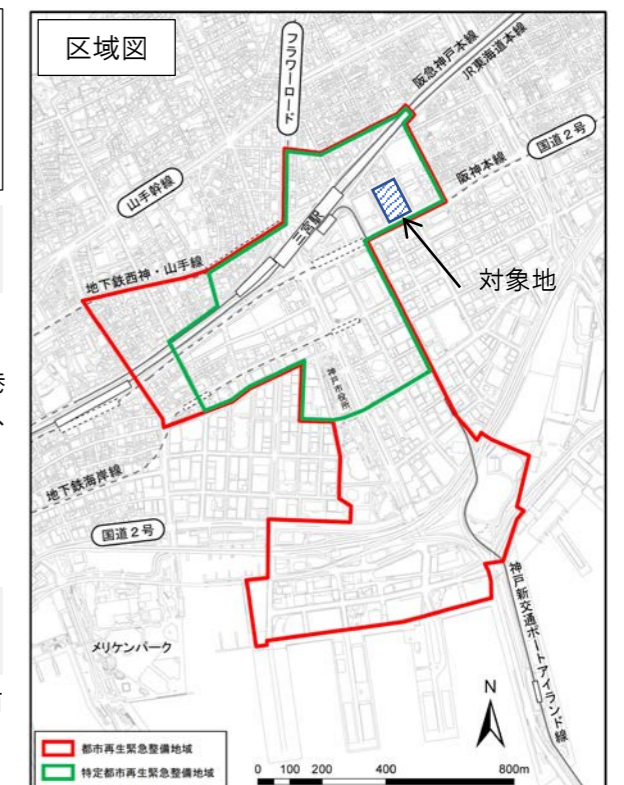 区域図
フラワーロード
阪急神戸本線
JR東海道本線
国道2号
阪神本線
山手幹線
三宮駅
地下鉄西神・山手線
対象地
神戸市役所
地下鉄海岸線
国道2号
メリケンパーク
神戸新交通ポートアイランド線
N
都市再生緊急整備地域
特定都市再生緊急整備地域
0 100 200 400 800m